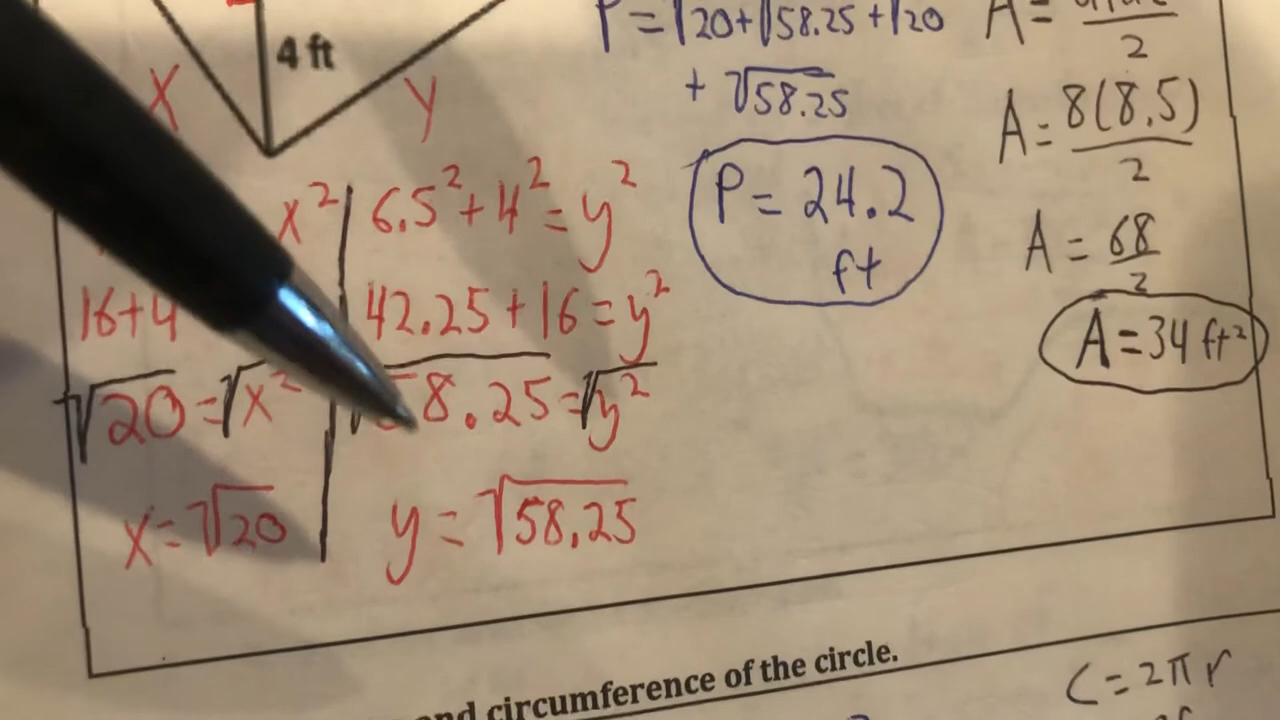 4 ft
X
Y
x² | 6.5² + 4² = y²
16 + 4 | 42.25 + 16 = y²
√20 = √x² | 8.25 = √y²
x = √20 | y = √58.25
P = √20 + √58.25 + √20
+ √58.25
P = 24.2
ft
A =
2
A = 8(8.5)
2
A = 68
2
A = 34 ft²
nd circumference of the circle.
C = 2πr